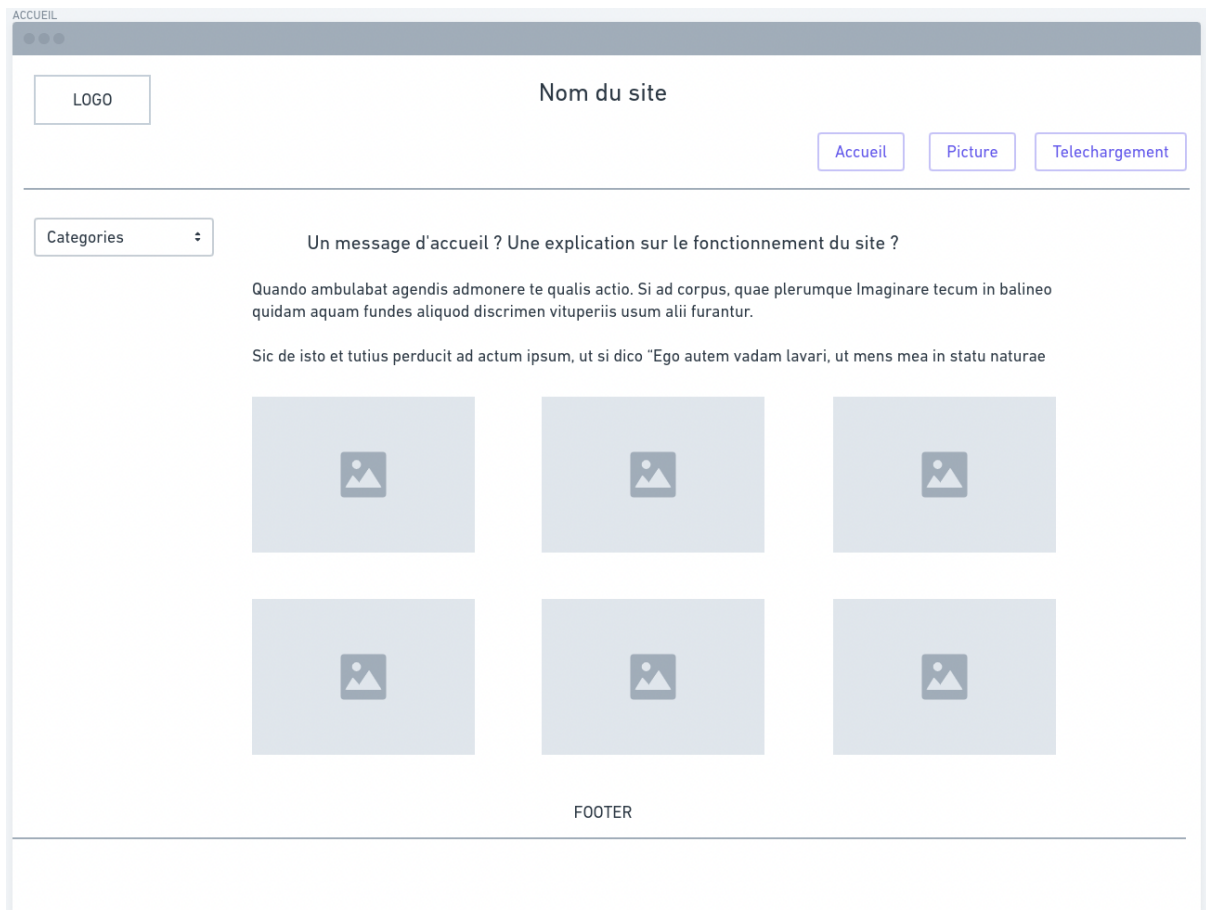 ACCUEIL
LOGO
Nom du site
Accueil
Picture
Telechargement
Categories
Un message d'accueil ? Une explication sur le fonctionnement du site ?
Quando ambulabat agendis admonere te qualis actio. Si ad corpus, quae plerumque Imaginare tecum in balineo
quidam aquam fundes aliquod discrimen vituperiis usum alii furantur.
Sic de isto et tutius perducit ad actum ipsum, ut si dico “Ego autem vadam lavari, ut mens mea in statu naturae
FOOTER